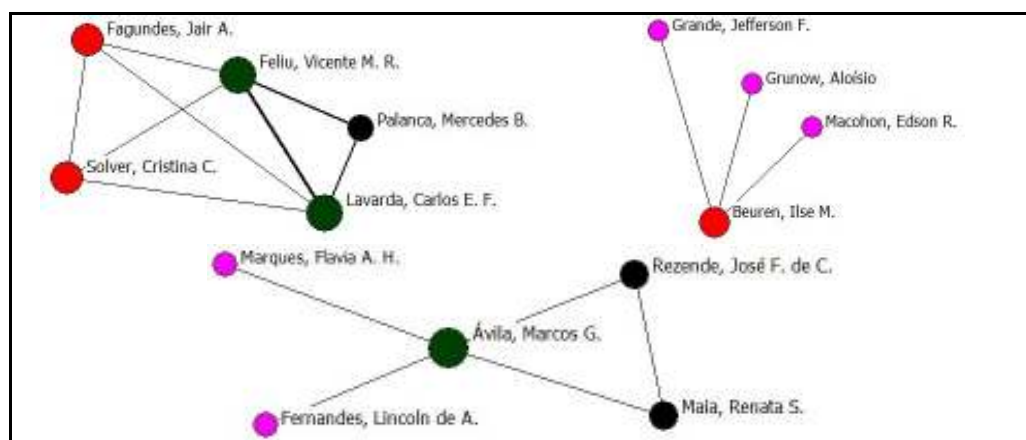 Fagundes, Jair A.
Grande, Jefferson F.
Feliu, Vicente M. R.
Grunow, Aloísio
Palanca, Mercedes B.
Macohon, Edson R.
Solver, Cristina C.
Lavarda, Carlos E. F.
Beuren, Ilse M.
Marques, Flavia A. H.
Rezende, José F. de C.
Ávila, Marcos G.
Fernandes, Lincoln de A.
Maia, Renata S.